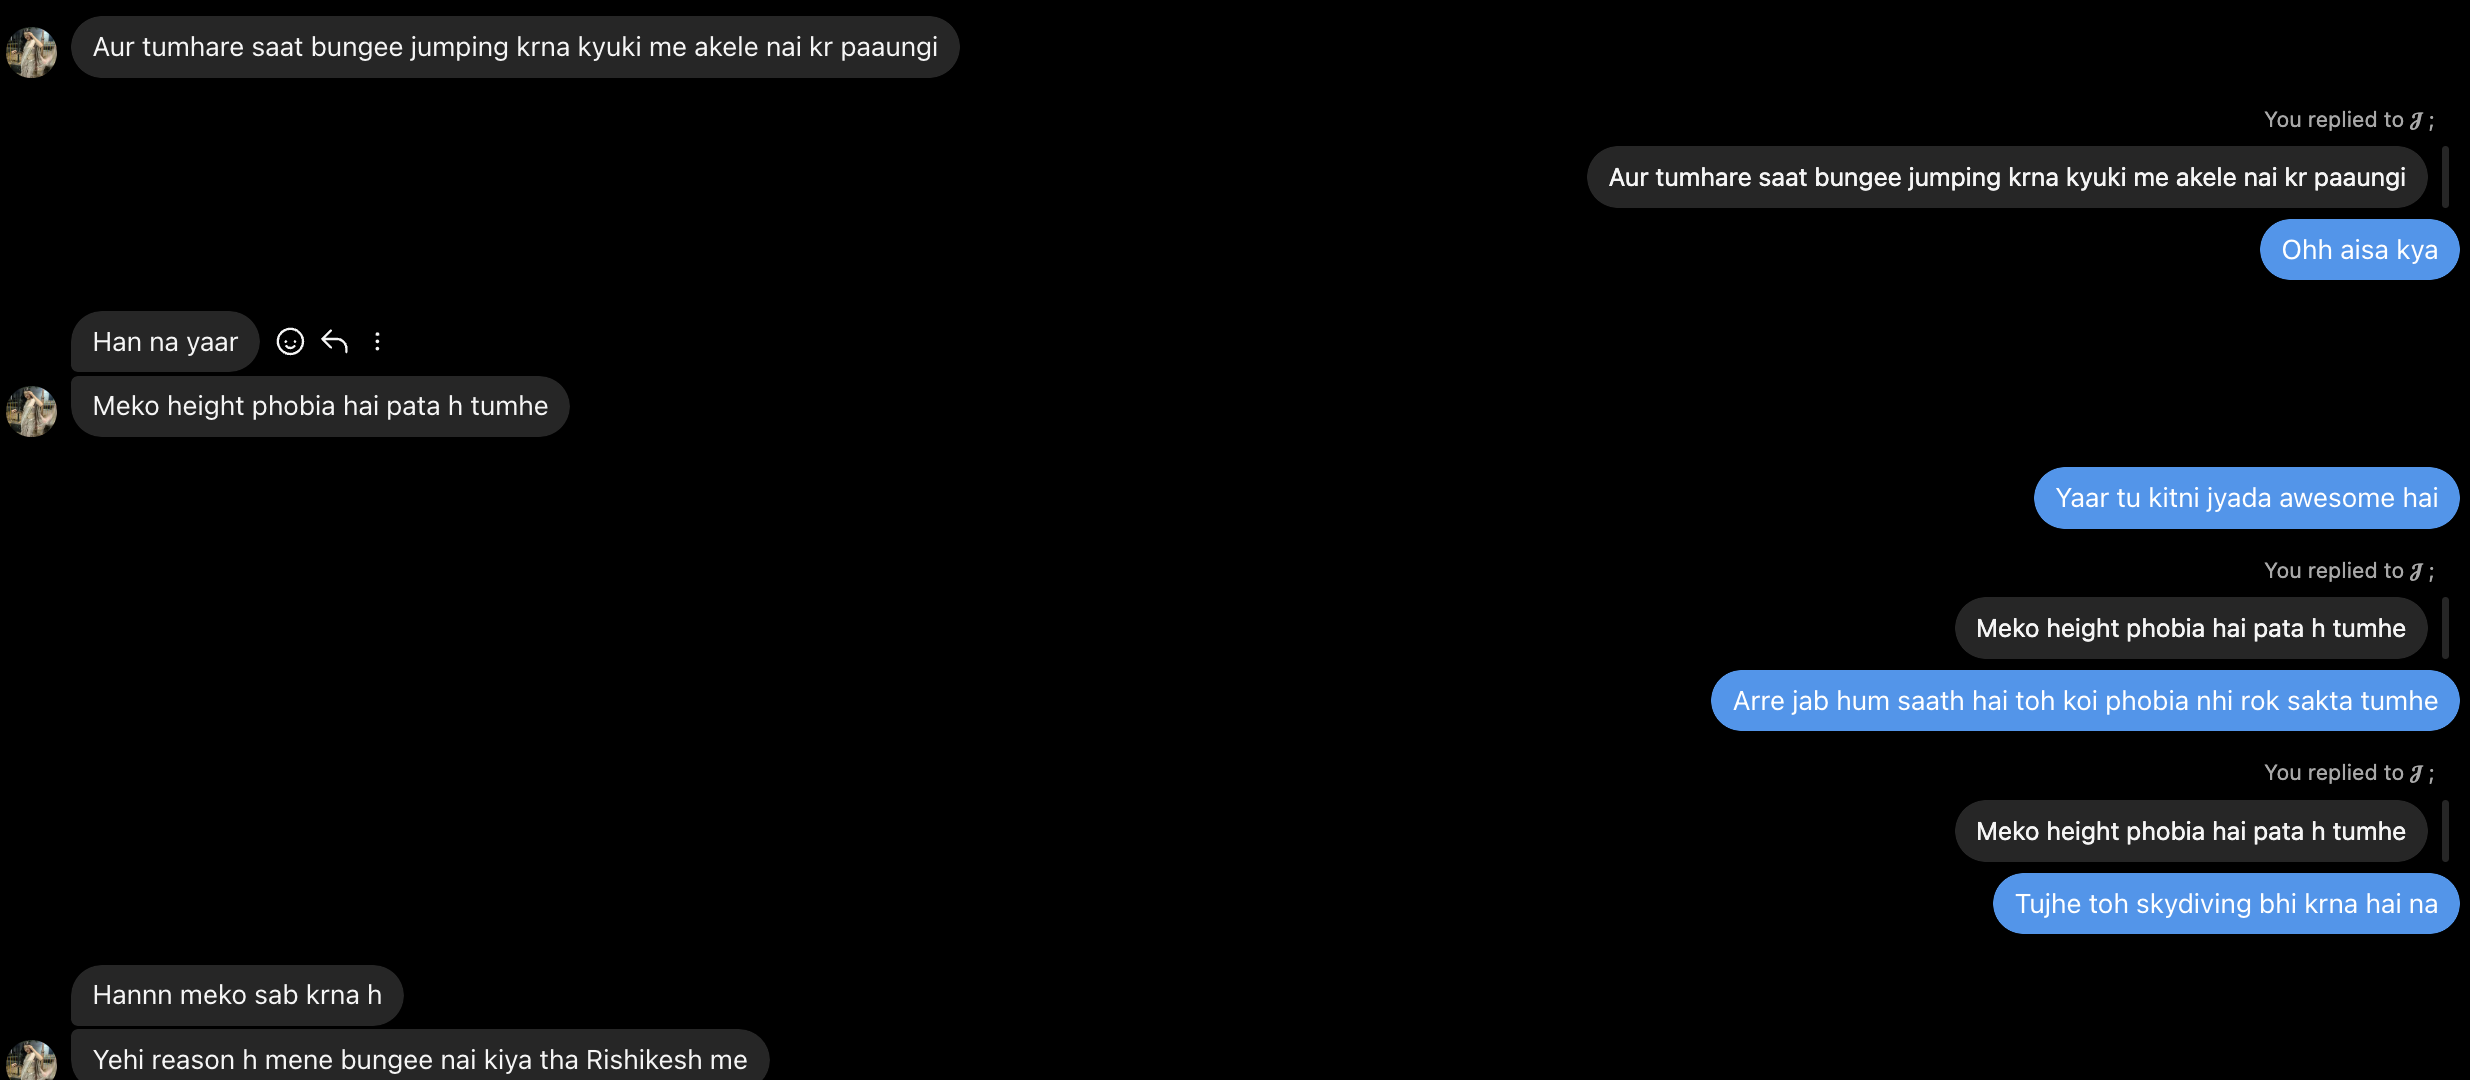 Aur tumhare saat bungee jumping krna kyuki me akele nai kr paaungi
You replied to 𝒥 ;
Aur tumhare saat bungee jumping krna kyuki me akele nai kr paaungi
Ohh aisa kya
Han na yaar
Meko height phobia hai pata h tumhe
Yaar tu kitni jyada awesome hai
You replied to 𝒥 ;
Meko height phobia hai pata h tumhe
Arre jab hum saath hai toh koi phobia nhi rok sakta tumhe
You replied to 𝒥 ;
Meko height phobia hai pata h tumhe
Tujhe toh skydiving bhi krna hai na
Hannn meko sab krna h
Yehi reason h mene bungee nai kiya tha Rishikesh me